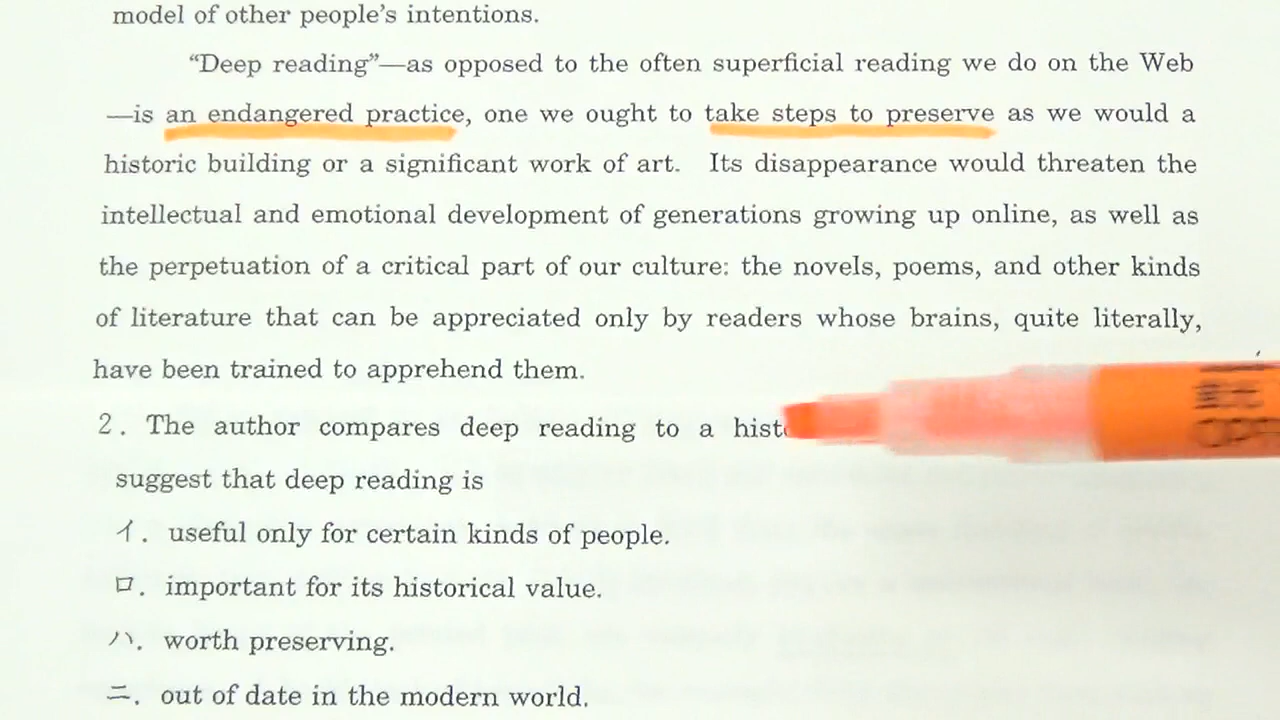 model of other people's intentions.
“Deep reading”—as opposed to the often superficial reading we do on the Web
—is an endangered practice, one we ought to take steps to preserve as we would a
historic building or a significant work of art. Its disappearance would threaten the
intellectual and emotional development of generations growing up online, as well as
the perpetuation of a critical part of our culture: the novels, poems, and other kinds
of literature that can be appreciated only by readers whose brains, quite literally,
have been trained to apprehend them.
2. The author compares deep reading to a
suggest that deep reading is
イ. useful only for certain kinds of people.
ロ. important for its historical value.
ハ. worth preserving.
ニ. out of date in the modern world.